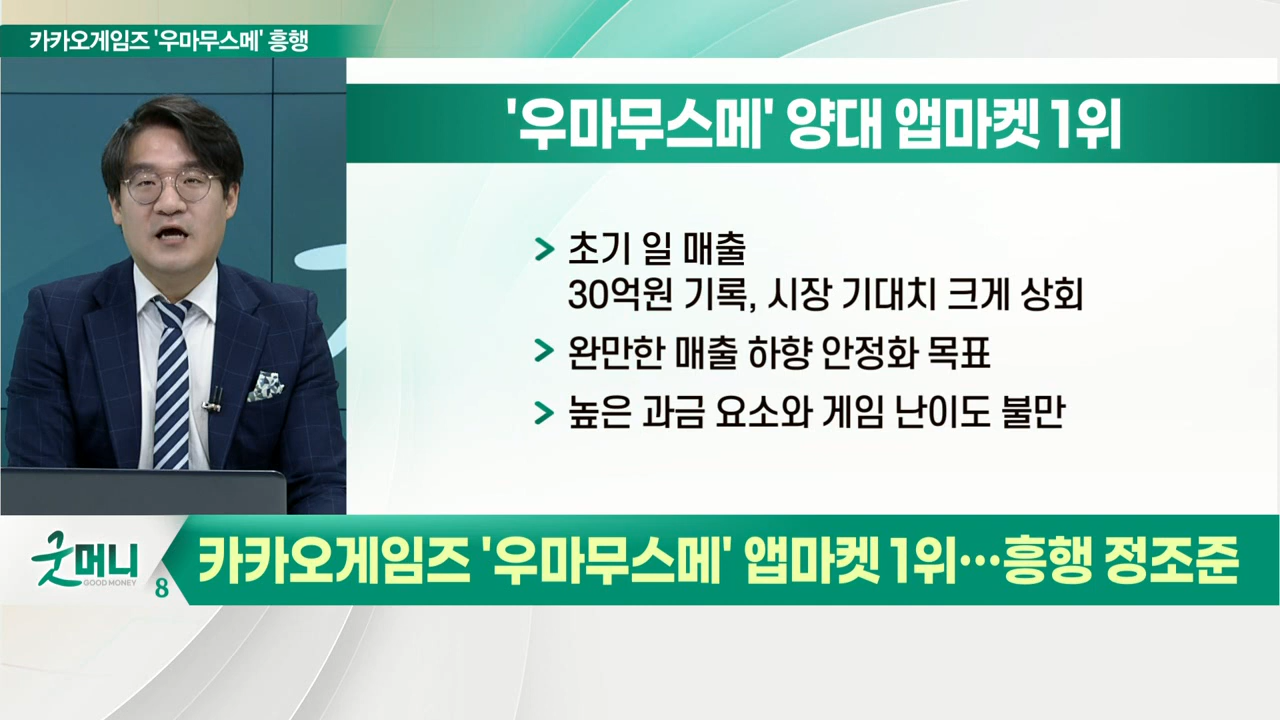 카카오게임즈 '우마무스메' 흥행
'우마무스메' 양대 앱마켓 1위
> 초기 일 매출
30억원 기록, 시장 기대치 크게 상회
> 완만한 매출 하향 안정화 목표
> 높은 과금 요소와 게임 난이도 불만
굿머니
GOOD MONEY
8
카카오게임즈 '우마무스메' 앱마켓 1위…흥행 정조준